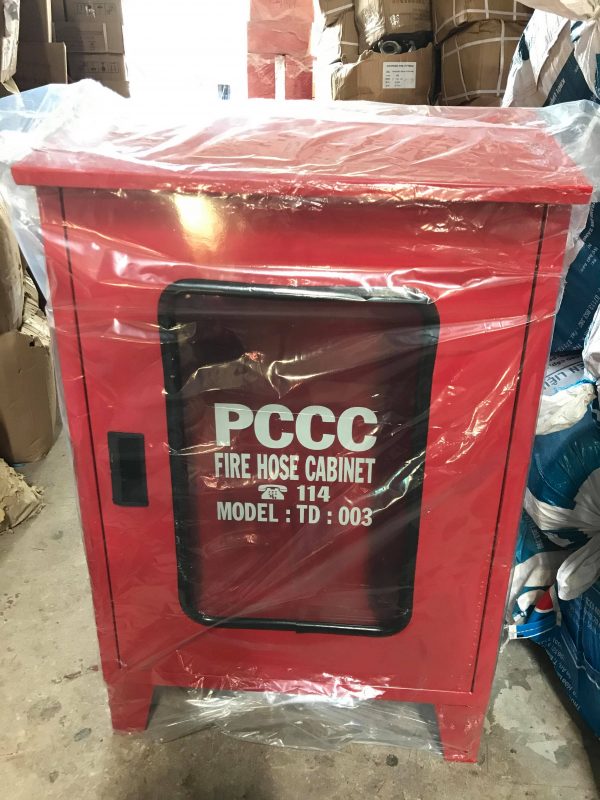 PCCC
FIRE HOSE CABINET
☎ 114
MODEL : TD : 003